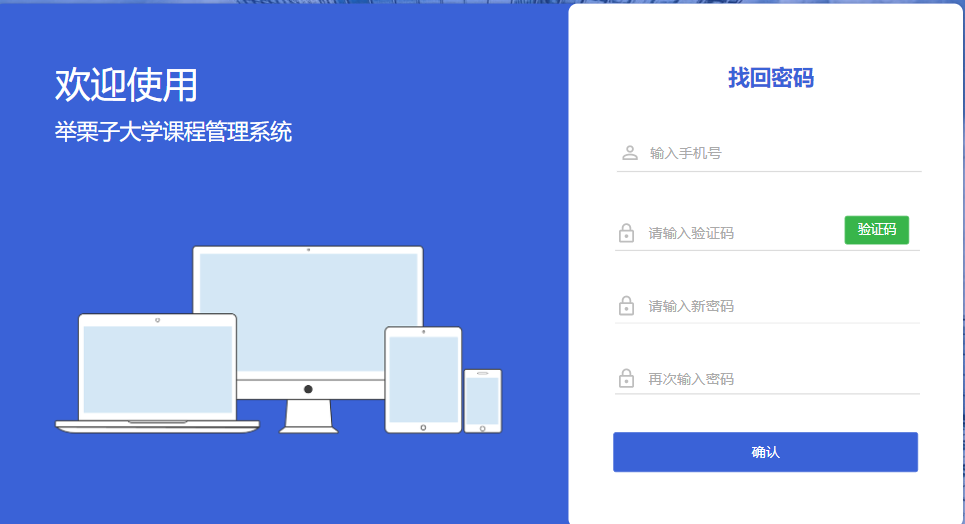 欢迎使用
举栗子大学课程管理系统
找回密码
输入手机号
请输入验证码
验证码
请输入新密码
再次输入密码
确认